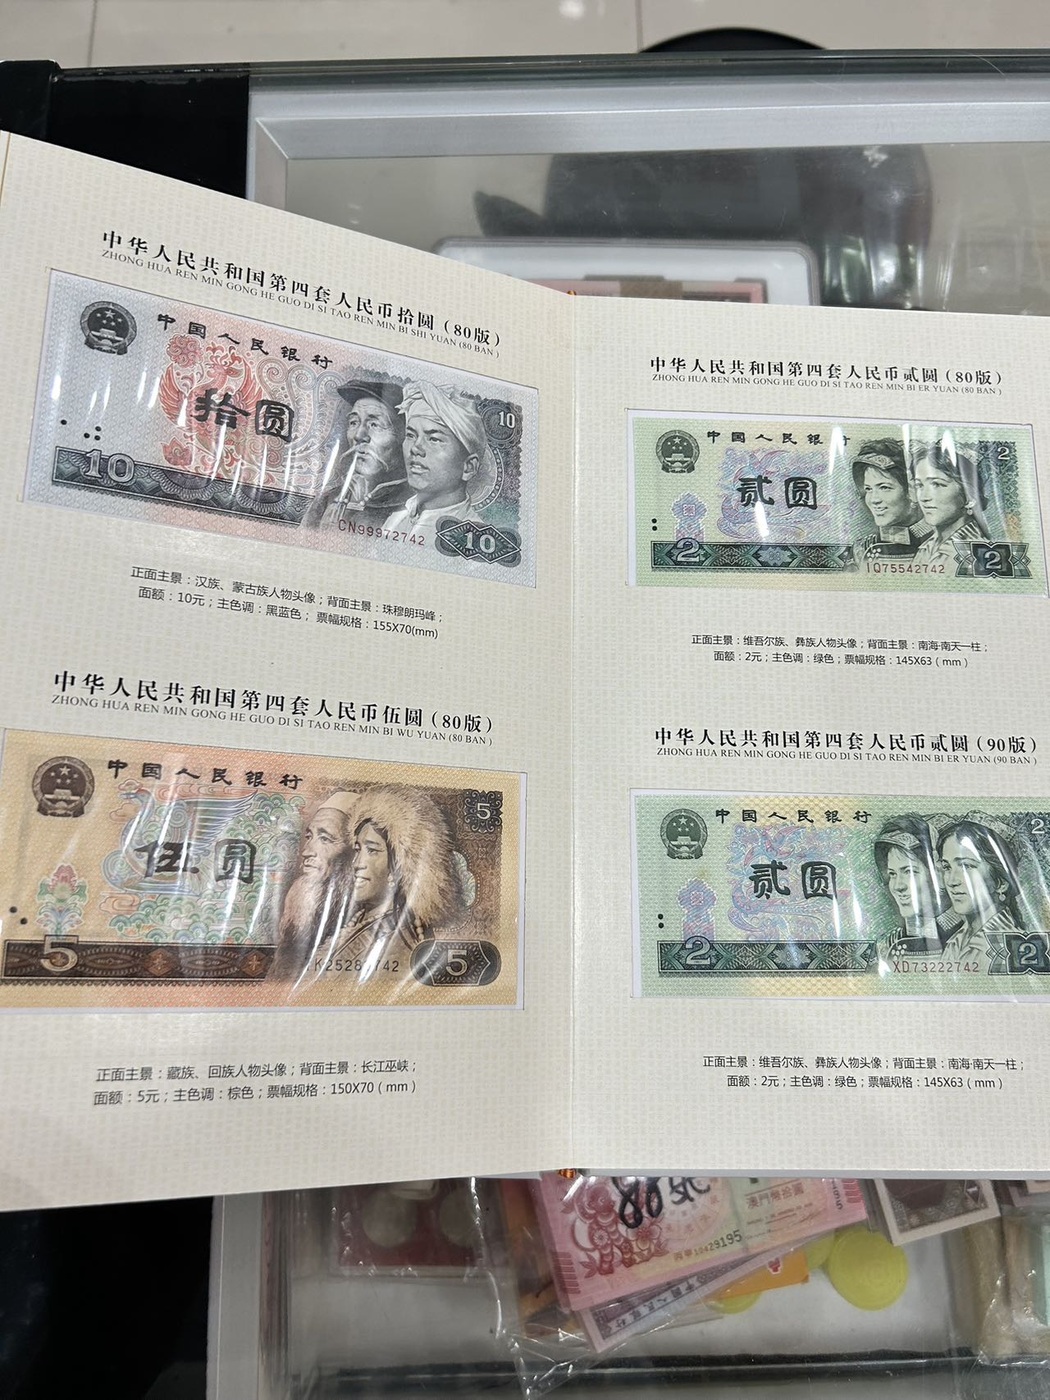 中华人民共和国第四套人民币拾圆（80版）
ZHONG HUA REN MIN GONG HE GUO DI SI TAO REN MIN BI SHI YUAN (80 BAN )
中国人民银行
拾圆
10
10
CN99972742
10
正面主景：汉族、蒙古族人物头像；背面主景：珠穆朗玛峰；
面额：10元；主色调：黑蓝色； 票幅规格：155X70(mm)
中华人民共和国第四套人民币伍圆（80版）
ZHONG HUA REN MIN GONG HE GUO DI SI TAO REN MIN BI WU YUAN (80 BAN )
中国人民银行
伍圆
5
5
5
正面主景：藏族、回族人物头像；背面主景：长江巫峡；
面额：5元；主色调：棕色；票幅规格：150X70（mm）
中华人民共和国第四套人民币贰圆（80版）
ZHONG HUA REN MIN GONG HE GUO DI SI TAO REN MIN BI ER YUAN (80 BAN )
中国人民银行
贰圆
2
2
IQ75542742
2
正面主景：维吾尔族、彝族人物头像；背面主景：南海·南天一柱；
面额：2元；主色调：绿色；票幅规格：145X63（mm）
中华人民共和国第四套人民币贰圆（90版）
ZHONG HUA REN MIN GONG HE GUO DI SI TAO REN MIN BI ER YUAN (90 BAN )
中国人民银行
贰圆
2
2
XD73222742
2
正面主景：维吾尔族、彝族人物头像；背面主景：南海·南天一柱；
面额：2元；主色调：绿色；票幅规格：145X63（mm）
澳門幣拾圓
10429195